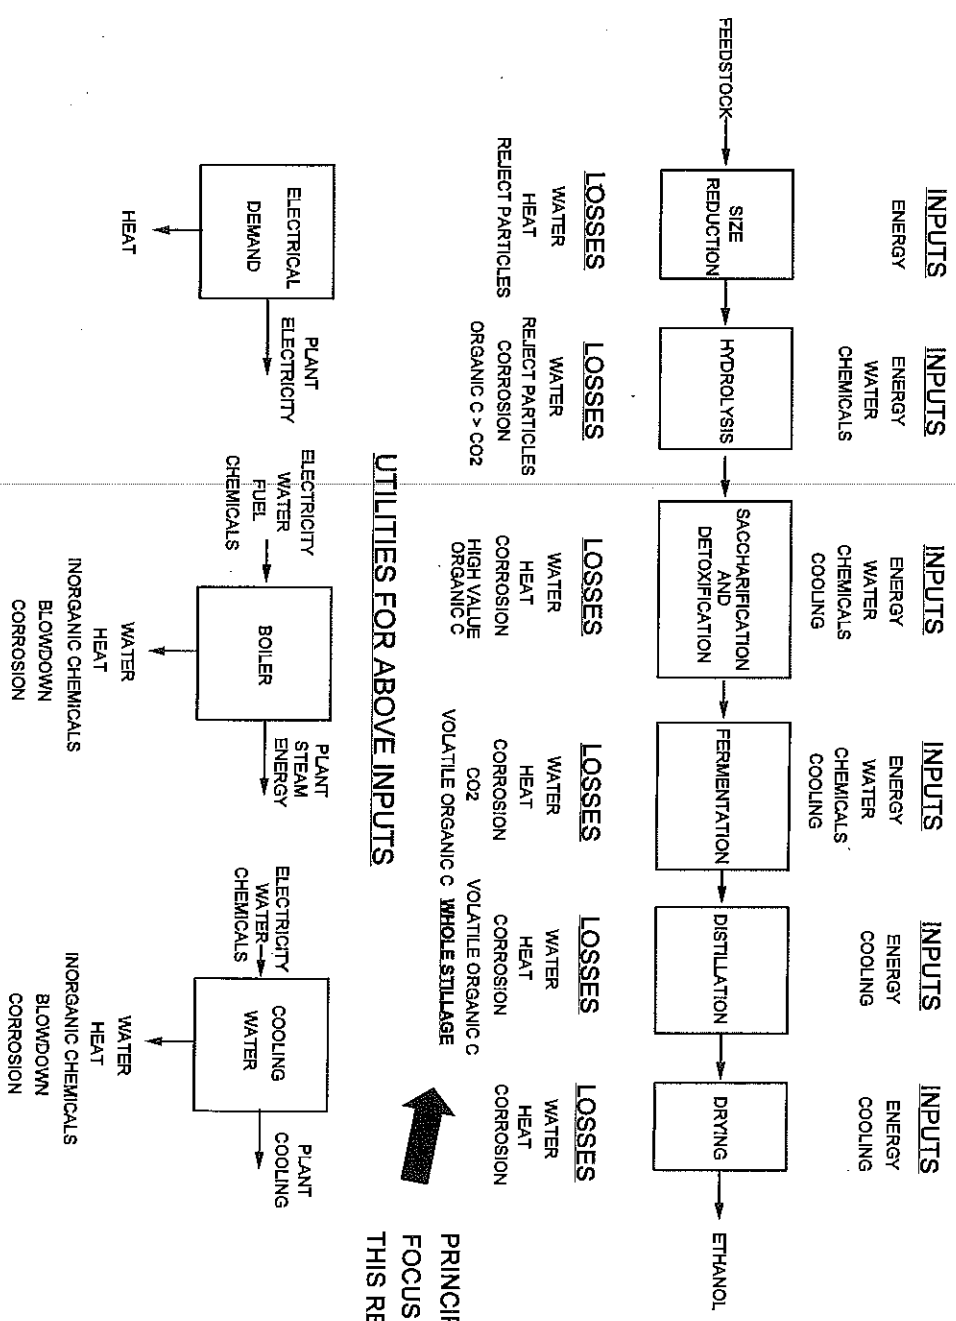 INPUTS
ENERGY
INPUTS
ENERGY
WATER
CHEMICALS
INPUTS
ENERGY
WATER
CHEMICALS
COOLING
INPUTS
ENERGY
WATER
CHEMICALS
COOLING
INPUTS
ENERGY
COOLING
INPUTS
ENERGY
COOLING
FEEDSTOCK
SIZE
REDUCTION
HYDROLYSIS
SACCHARIFICATION
AND
DETOXIFICATION
FERMENTATION
DISTILLATION
DRYING
ETHANOL
LOSSES
WATER
HEAT
REJECT PARTICLES
LOSSES
WATER
REJECT PARTICLES
CORROSION
ORGANIC C > CO2
LOSSES
WATER
HEAT
CORROSION
HIGH VALUE
ORGANIC C
LOSSES
WATER
HEAT
CORROSION
CO2
VOLATILE ORGANIC C
LOSSES
WATER
HEAT
CORROSION
VOLATILE ORGANIC C
WHOLE STILLAGE
LOSSES
WATER
HEAT
CORROSION
FOCUS
THIS
UTILITIES FOR ABOVE INPUTS
ELECTRICAL
DEMAND
PLANT
ELECTRICITY
HEAT
ELECTRICITY
WATER
FUEL
CHEMICALS
BOILER
PLANT
STEAM
ENERGY
WATER
HEAT
INORGANIC CHEMICALS
BLOWDOWN
CORROSION
ELECTRICITY
WATER
CHEMICALS
COOLING
WATER
PLANT
COOLING
WATER
HEAT
INORGANIC CHEMICALS
BLOWDOWN
CORROSION